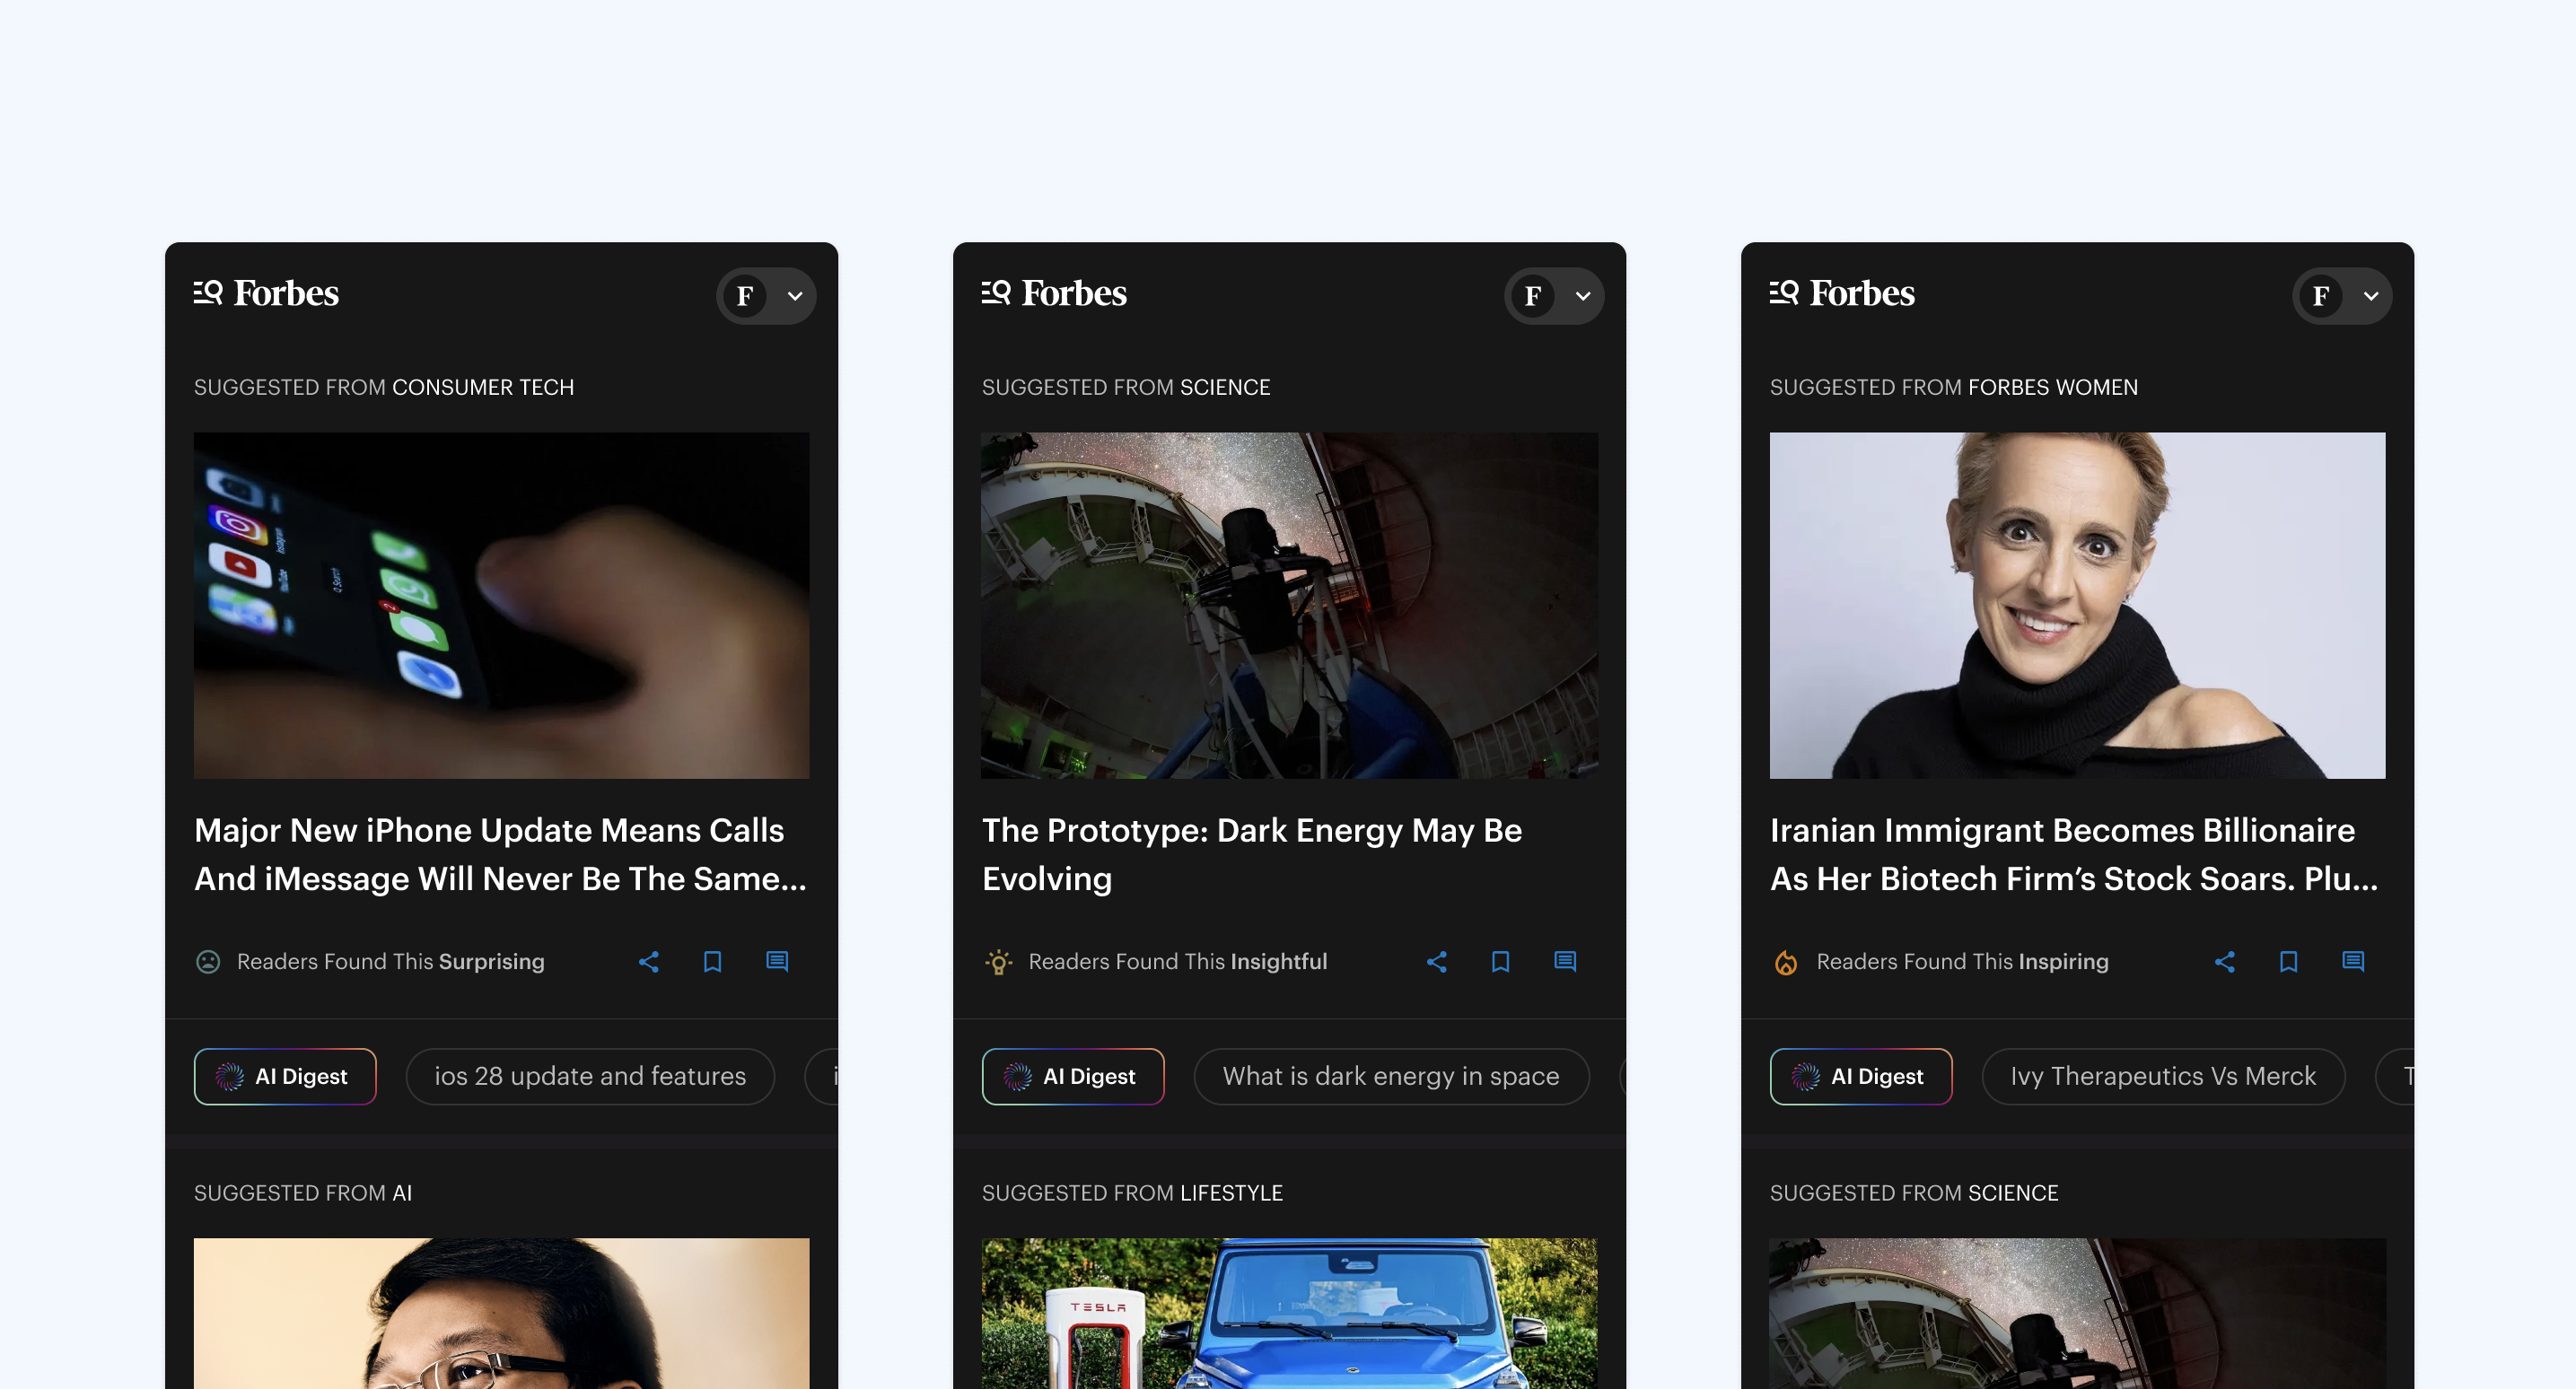 Forbes
F
SUGGESTED FROM CONSUMER TECH
Instagram
YouTube
Search
2
Major New iPhone Update Means Calls
And iMessage Will Never Be The Same...
Readers Found This Surprising
AI Digest
ios 28 update and features
i
SUGGESTED FROM AI
Forbes
F
SUGGESTED FROM SCIENCE
The Prototype: Dark Energy May Be
Evolving
Readers Found This Insightful
AI Digest
What is dark energy in space
SUGGESTED FROM LIFESTYLE
TESLA
Forbes
F
SUGGESTED FROM FORBES WOMEN
Iranian Immigrant Becomes Billionaire
As Her Biotech Firm’s Stock Soars. Plu...
Readers Found This Inspiring
AI Digest
Ivy Therapeutics Vs Merck
T
SUGGESTED FROM SCIENCE